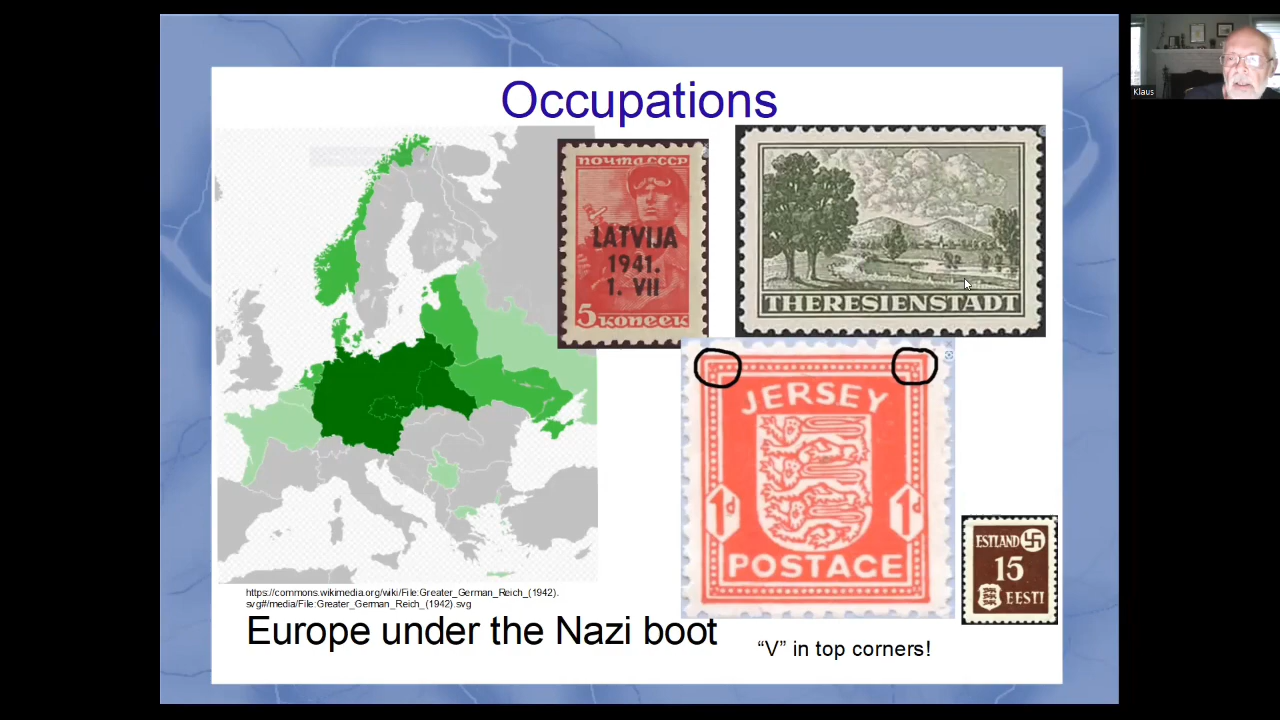 Occupations
почта СССР
LATVIJA
1941.
1. VII
5 копеек
THERESIENSTADT
JERSEY
1d
1d
POSTAGE
ESTLAND
15
EESTI
https://commons.wikimedia.org/wiki/File:Greater_German_Reich_(1942).
svg#/media/File:Greater_German_Reich_(1942).svg
Europe under the Nazi boot
“V” in top corners!
Klaus